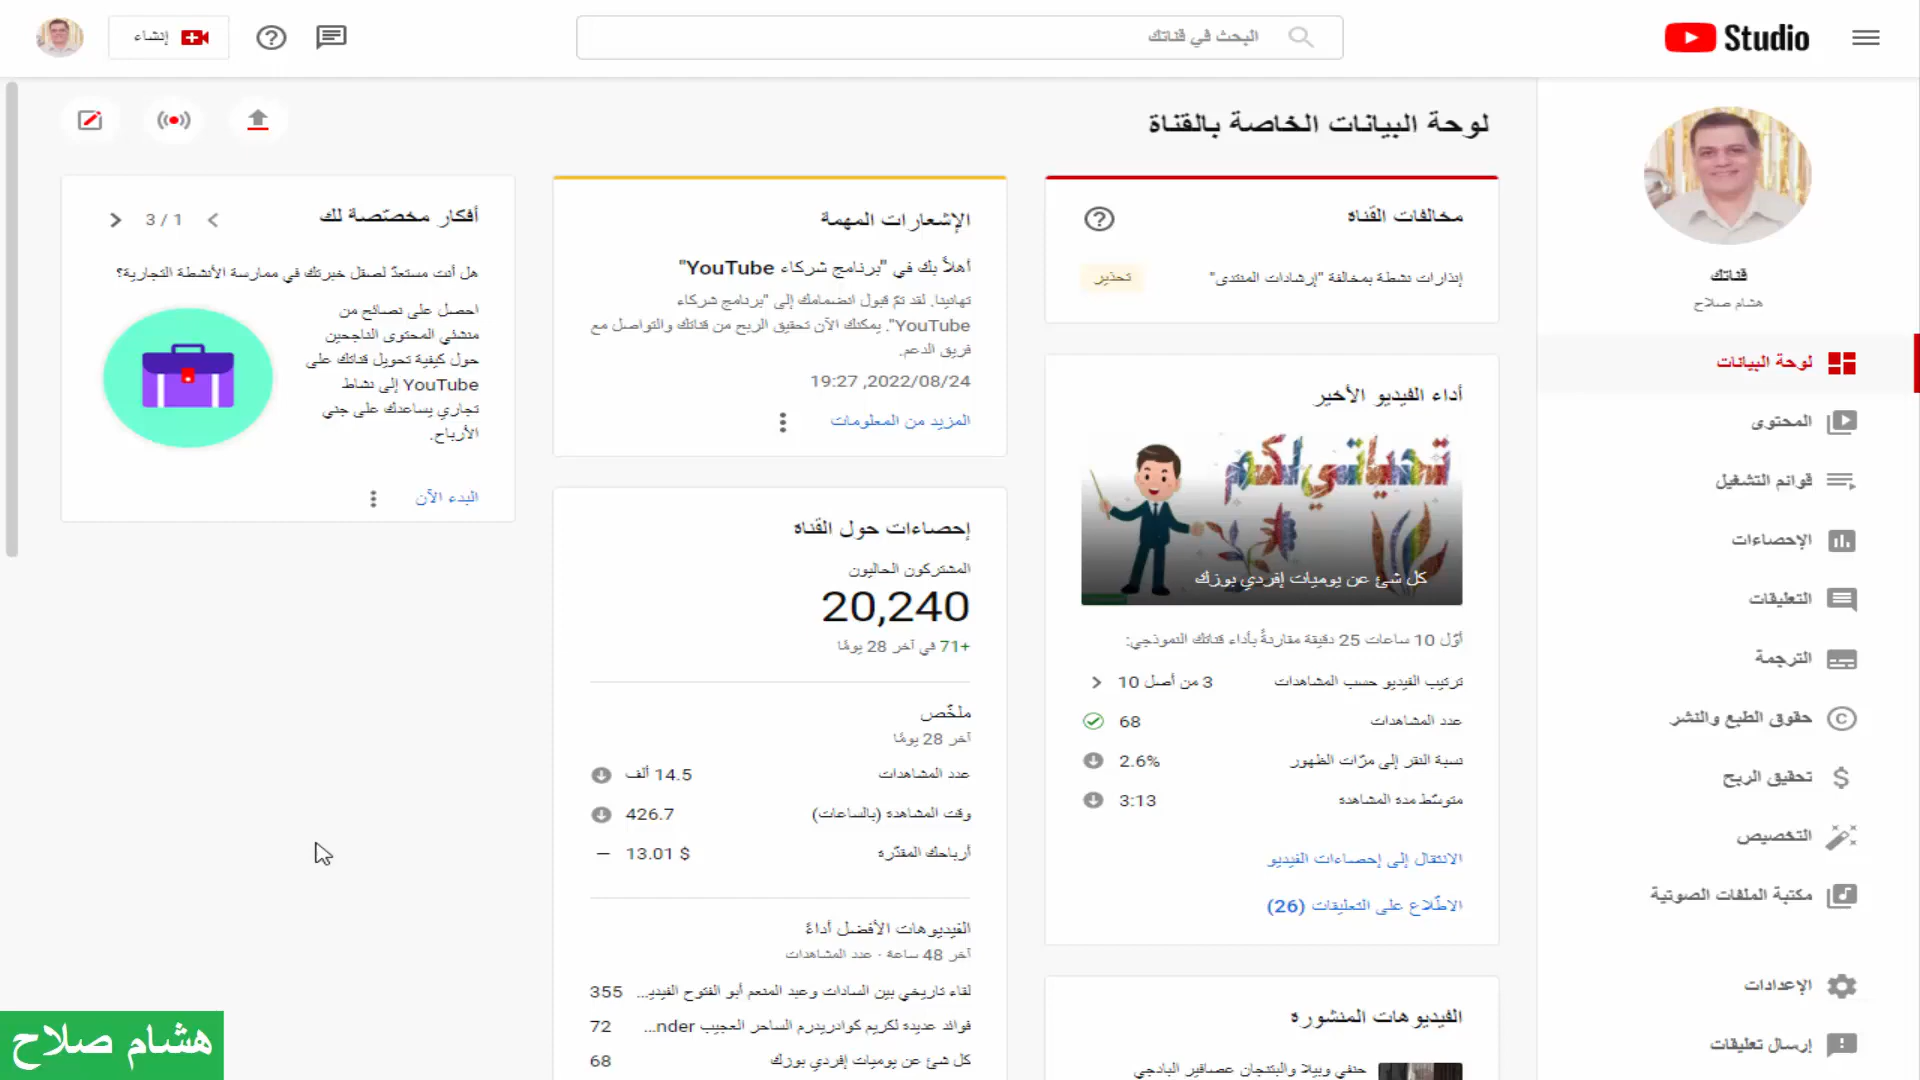 Studio
البحث في قناتك
إنشاء
قناتك
هشام صلاح
لوحة البيانات
المحتوى
قوائم التشغيل
الإحصاءات
التعليقات
الترجمة
حقوق الطبع والنشر
تحقيق الربح
التخصيص
مكتبة الملفات الصوتية
الإعدادات
إرسال تعليقات
لوحة البيانات الخاصة بالقناة
مخالفات القناة
إنذارات نشطة بمخالفة "إرشادات المنتدى" تحذير
أداء الفيديو الأخير
تحياتي لكم
كل شئ عن يوميات إفردي بوزك
أوّل 10 ساعات 25 دقيقة مقارنةً بأداء قناتك النموذجي:
ترتيب الفيديو حسب المشاهدات 3 من أصل 10
عدد المشاهدات 68
نسبة النقر إلى مرّات الظهور 2.6%
متوسّط مدة المشاهدة 3:13
الانتقال إلى إحصاءات الفيديو
الاطّلاع على التعليقات (26)
الفيديوهات المنشورة
حنفي وبيلا والبتنجان عصافير البادجي
الإشعارات المهمة
أهلاً بك في "برنامج شركاء YouTube"
تهانينا. لقد تمّ قبول انضمامك إلى "برنامج شركاء
YouTube". يمكنك الآن تحقيق الربح من قناتك والتواصل مع
فريق الدعم.
2022/08/24, 19:27
المزيد من المعلومات
إحصاءات حول القناة
المشتركون الحاليون
20,240
+71 في آخر 28 يومًا
ملخّص
آخر 28 يومًا
عدد المشاهدات 14.5 ألف
وقت المشاهدة (بالساعات) 426.7
أرباحك المقدّرة 13.01 $ —
الفيديوهات الأفضل أداءً
آخر 48 ساعة · عدد المشاهدات
لقاء تاريخي بين السادات وعبد المنعم أبو الفتوح الفيديـ... 355
فوائد عديدة لكريم كوادريدرم الساحر العجيب nder... 72
كل شئ عن يوميات إفردي بوزك 68
أفكار مخصّصة لك
1 / 3
هل أنت مستعدّ لصقل خبرتك في ممارسة الأنشطة التجارية؟
احصل على نصائح من
منشئي المحتوى الناجحين
حول كيفية تحويل قناتك على
YouTube إلى نشاط
تجاري يساعدك على جني
الأرباح.
البدء الآن
هشام صلاح